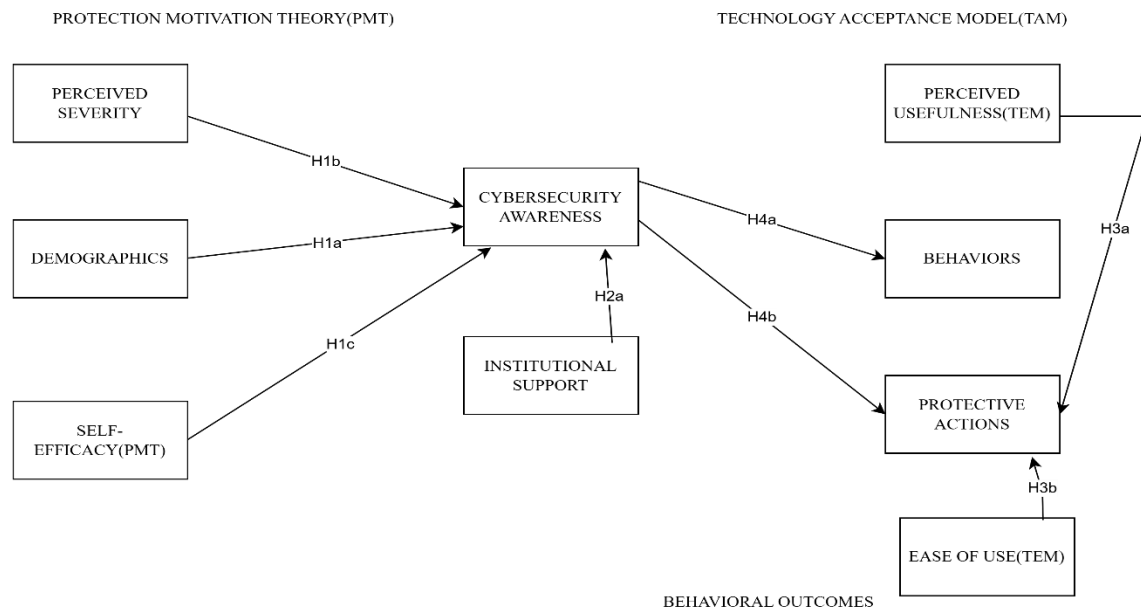 PROTECTION MOTIVATION THEORY(PMT)
TECHNOLOGY ACCEPTANCE MODEL(TAM)
PERCEIVED
SEVERITY
PERCEIVED
USEFULNESS(TEM)
H1b
CYBERSECURITY
AWARENESS
H4a
H3a
DEMOGRAPHICS
H1a
BEHAVIORS
H2a
H4b
H1c
INSTITUTIONAL
SUPPORT
SELF-
EFFICACY(PMT)
PROTECTIVE
ACTIONS
H3b
EASE OF USE(TEM)
BEHAVIORAL OUTCOMES